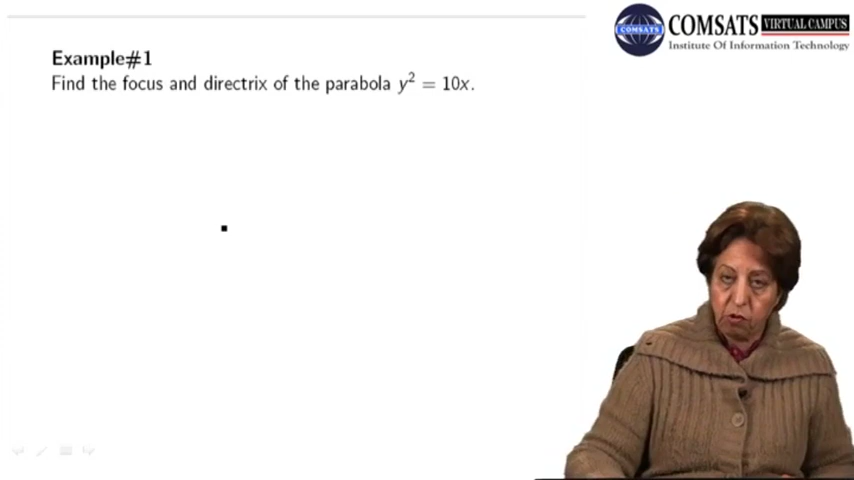 COMSATS VIRTUAL CAMPUS
COMSATS
Institute Of Information Technology
Example#1
Find the focus and directrix of the parabola y² = 10x.